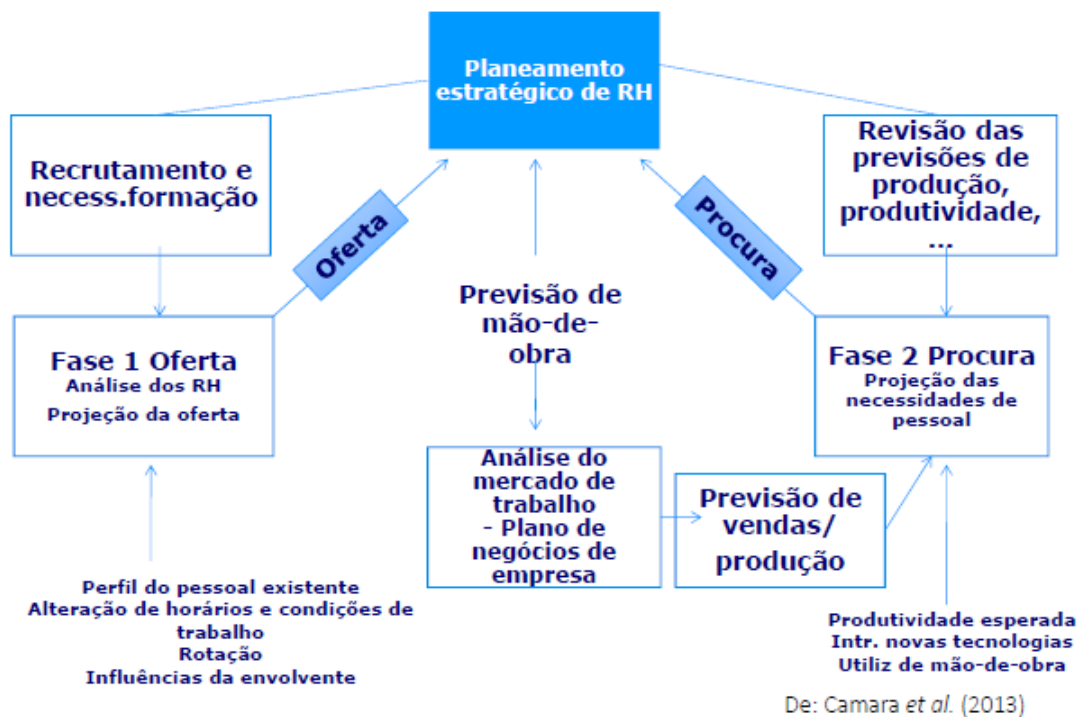 Planeamento
estratégico de RH
Recrutamento e
necess.formação
Revisão das
previsões de
produção,
produtividade,
...
Oferta
Procura
Previsão de
mão-de-
obra
Fase 1 Oferta
Análise dos RH
Projeção da oferta
Fase 2 Procura
Projeção das
necessidades de
pessoal
Análise do
mercado de
trabalho
- Plano de
negócios de
empresa
Previsão de
vendas/
produção
Perfil do pessoal existente
Alteração de horários e condições de
trabalho
Rotação
Influências da envolvente
Produtividade esperada
Intr. novas tecnologias
Utiliz de mão-de-obra
De: Camara et al. (2013)